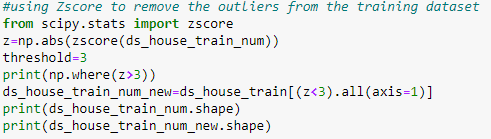 #using Zscore to remove the outliers from the training dataset
from scipy.stats import zscore
z=np.abs(zscore(ds_house_train_num))
threshold=3
print(np.where(z>3))
ds_house_train_num_new=ds_house_train[(z<3).all(axis=1)]
print(ds_house_train_num.shape)
print(ds_house_train_num_new.shape)